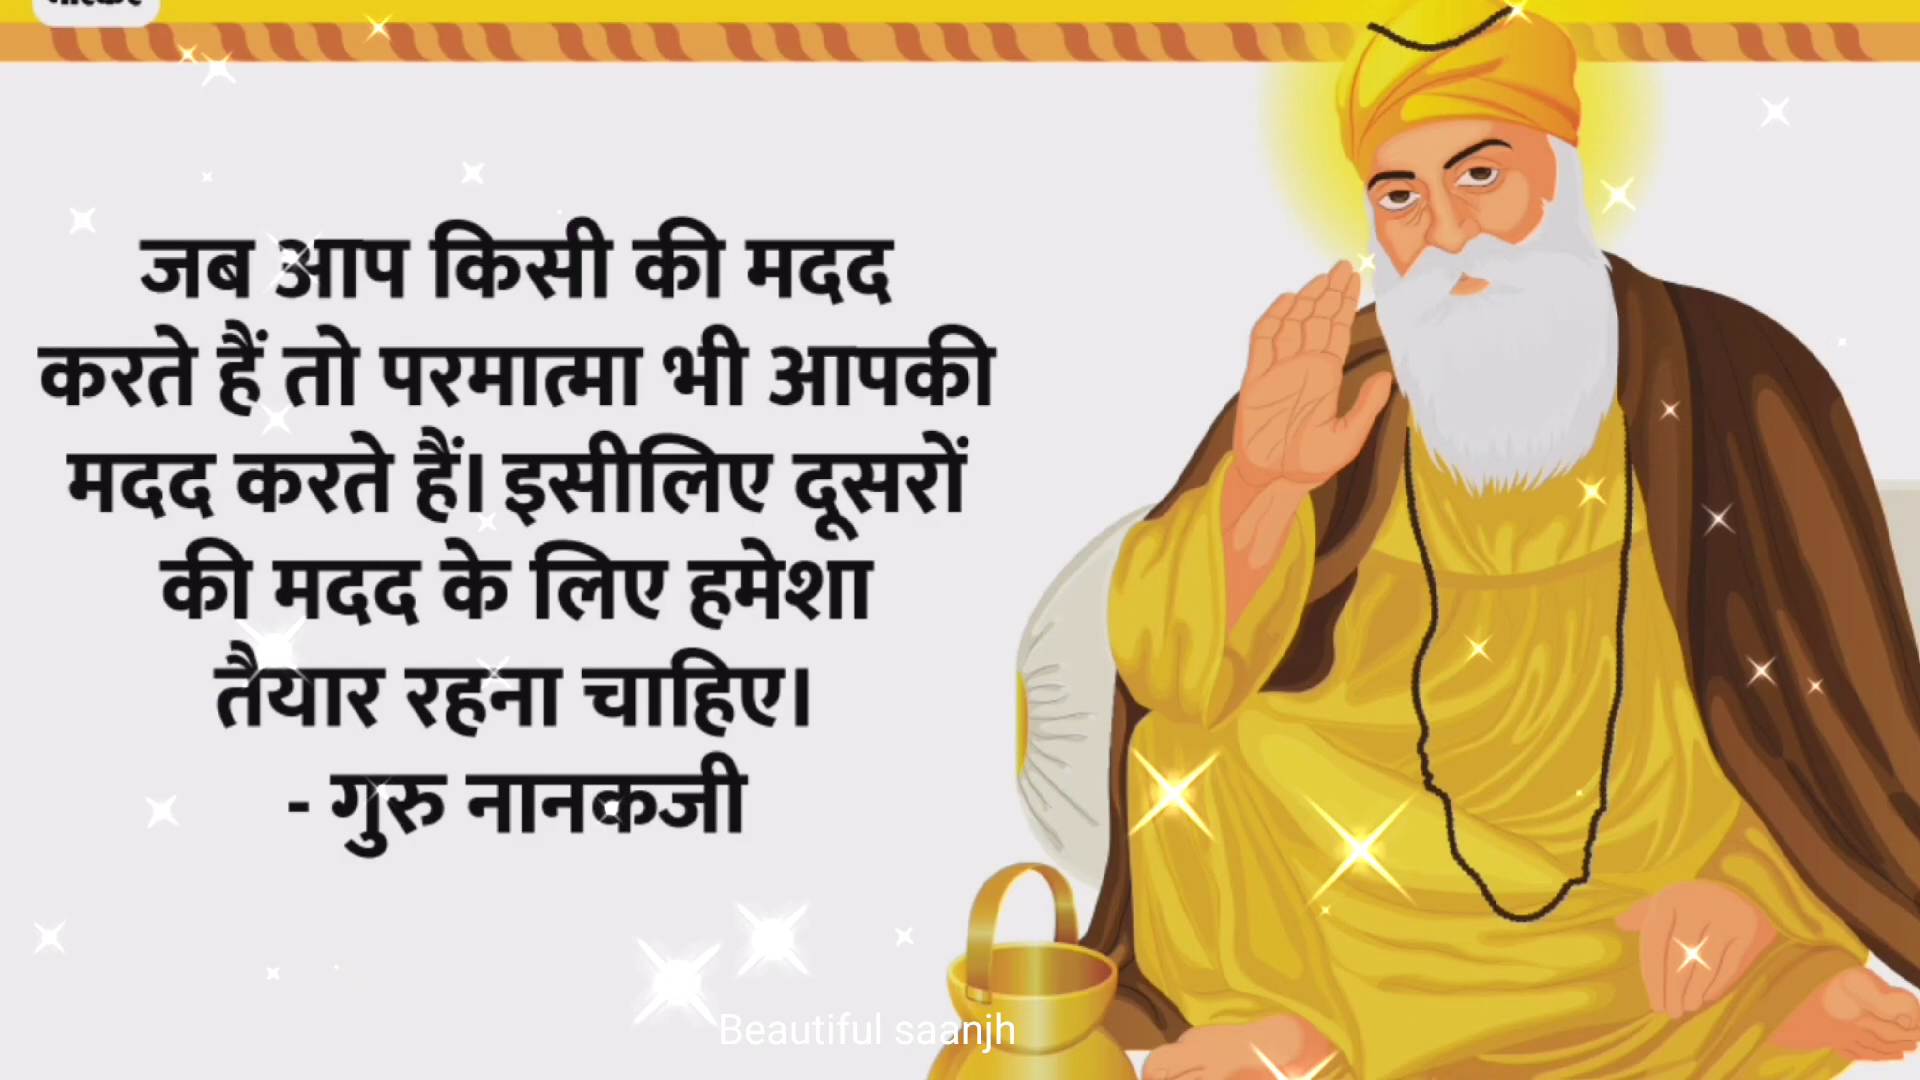 जब आप किसी की मदद
करते हैं तो परमात्मा भी आपकी
मदद करते हैं। इसीलिए दूसरों
की मदद के लिए हमेशा
तैयार रहना चाहिए।
- गुरु नानकजी
Beautiful saanjh